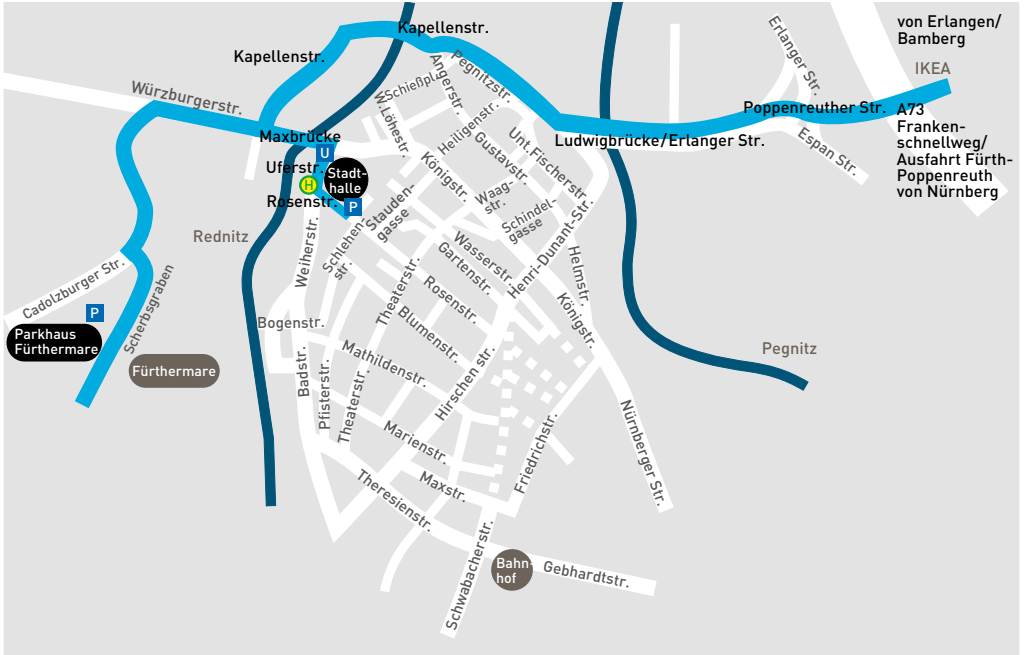 von Erlangen/
Bamberg
IKEA
A73
Franken-
schnellweg/
Ausfahrt Fürth-
Poppenreuth
von Nürnberg
Erlanger Str.
Poppenreuther Str.
Espan Str.
Kapellenstr.
Kapellenstr.
Würzburgerstr.
Schießpl.
Angerstr.
Pegnitzstr.
W.Löhestr.
Heiligenstr.
Gustavstr.
Unt.Fischerstr.
Ludwigbrücke/Erlanger Str.
Maxbrücke
U
Uferstr.
H
Stadt-
halle
Rosenstr.
P
Königstr.
Waag-
str.
Schindel-
gasse
Stauden-
gasse
Schlehen-
str.
Weiherstr.
Rednitz
Wasserstr.
Gartenstr.
Henri-Dunant-Str.
Helmstr.
Königstr.
Theaterstr.
Rosenstr.
Blumenstr.
Cadolzburger Str.
Scherbsgraben
P
Parkhaus
Fürthermare
Fürthermare
Bogenstr.
Badstr.
Pfisterstr.
Mathildenstr.
Theaterstr.
Hirschen str.
Pegnitz
Nürnberger Str.
Marienstr.
Friedrichstr.
Maxstr.
Theresienstr.
Schwabacherstr.
Bahn-
hof
Gebhardtstr.